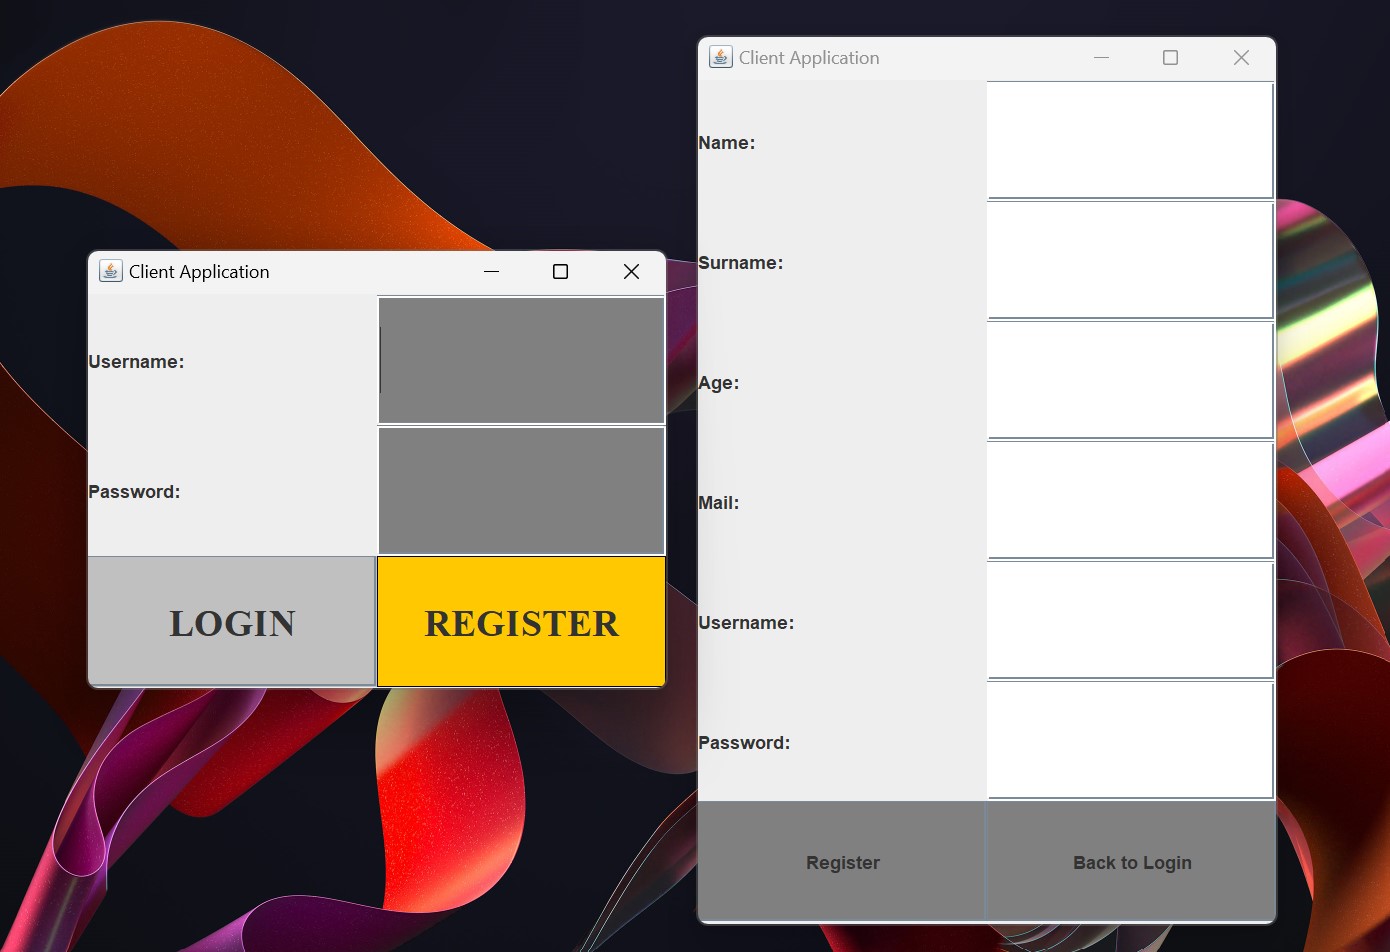 Client Application
Username:
Password:
LOGIN
REGISTER
Client Application
Name:
Surname:
Age:
Mail:
Username:
Password:
Register
Back to Login